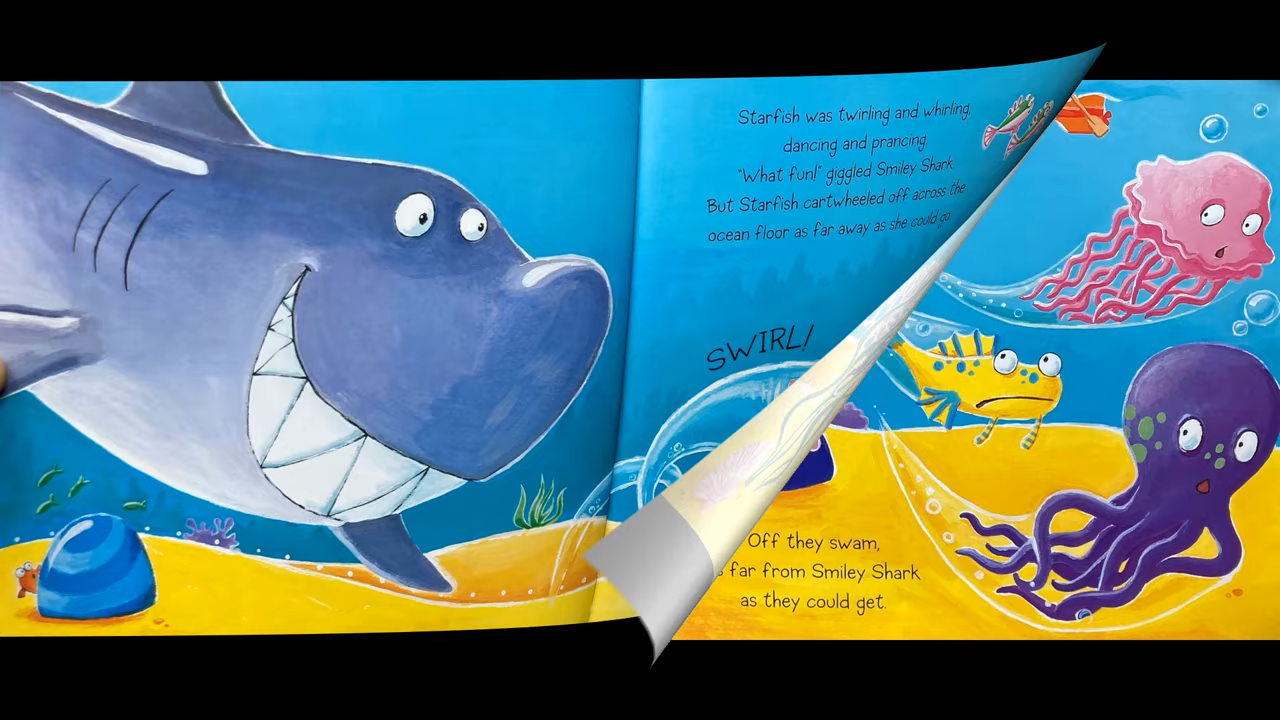 Starfish was twirling and whirling,
dancing and prancing.
"What fun!" giggled Smiley Shark
But Starfish cartwheeled off across the
ocean floor as far away as she could go
SWIRL!
Off they swam,
far from Smiley Shark
as they could get.